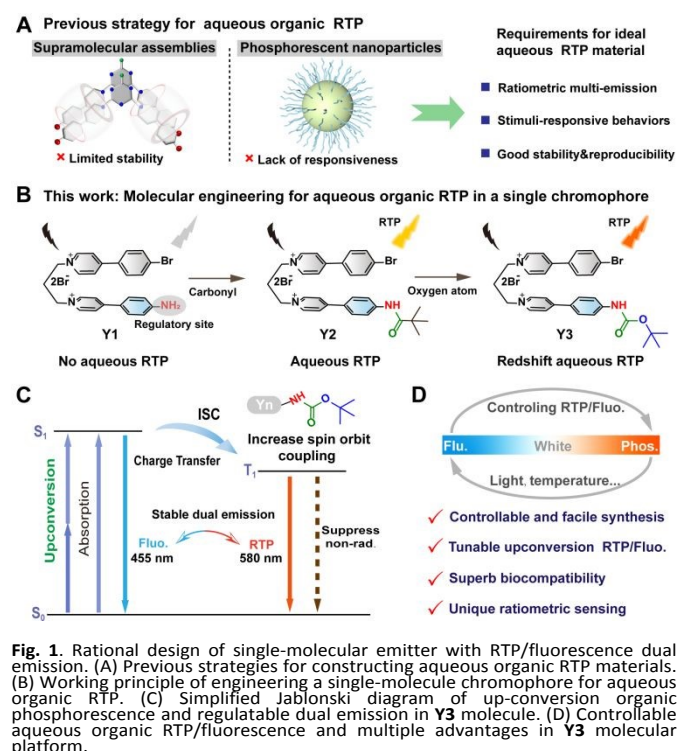 A Previous strategy for aqueous organic RTP
Supramolecular assemblies
Phosphorescent nanoparticles
× Limited stability
× Lack of responsiveness
Requirements for ideal
aqueous RTP material
Ratiometric multi-emission
Stimuli-responsive behaviors
Good stability&reproducibility
B This work: Molecular engineering for aqueous organic RTP in a single chromophore
N+
Br
2Br-
N+
NH2
Regulatory site
Y1
No aqueous RTP
Carbonyl
RTP
N+
Br
2Br-
N+
NH
O
Y2
Aqueous RTP
Oxygen atom
RTP
N+
Br
2Br-
N+
NH
O
O
Y3
Redshift aqueous RTP
C
Yn
NH
O
O
S1
ISC
Increase spin orbit
coupling
Charge Transfer
T1
Upconversion
Absorption
Stable dual emission
Fluo.
455 nm
RTP
580 nm
Suppress
non-rad.
S0
D
Controling RTP/Fluo.
Flu. White Phos.
Light, temperature...
✓ Controllable and facile synthesis
✓ Tunable upconversion RTP/Fluo.
✓ Superb biocompatibility
✓ Unique ratiometric sensing
Fig. 1. Rational design of single-molecular emitter with RTP/fluorescence dual
emission. (A) Previous strategies for constructing aqueous organic RTP materials.
(B) Working principle of engineering a single-molecule chromophore for aqueous
organic RTP. (C) Simplified Jablonski diagram of up-conversion organic
phosphorescence and regulatable dual emission in Y3 molecule. (D) Controllable
aqueous organic RTP/fluorescence and multiple advantages in Y3 molecular
platform.